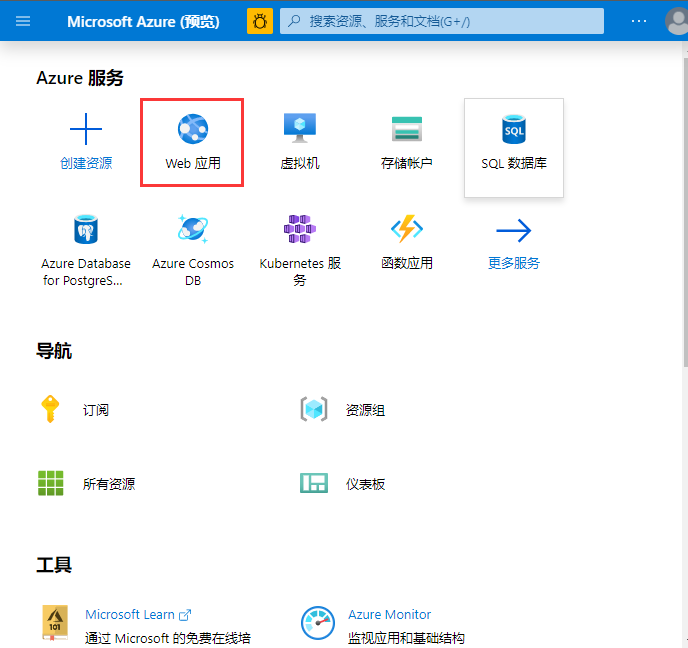 Microsoft Azure (预览)
搜索资源、服务和文档(G+/)
Azure 服务
创建资源
Web 应用
虚拟机
存储帐户
SQL
SQL 数据库
Azure Database
for PostgreS...
Azure Cosmos
DB
Kubernetes 服
务
函数应用
更多服务
导航
订阅
资源组
所有资源
仪表板
工具
101
Microsoft Learn
通过 Microsoft 的免费在线培
Azure Monitor
监视应用和基础结构